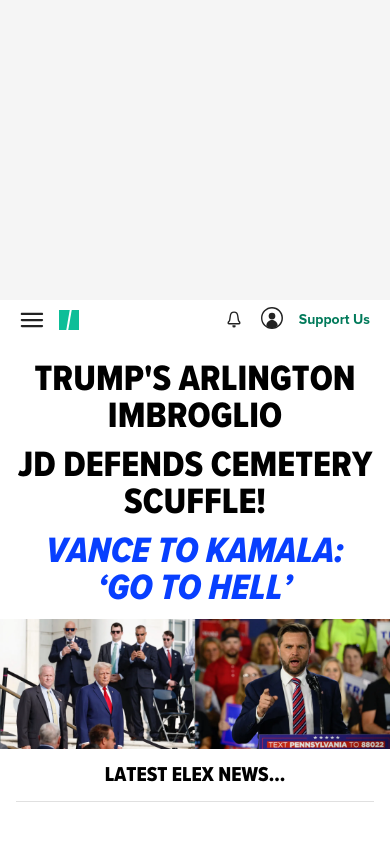 Support Us
TRUMP'S ARLINGTON
IMBROGLIO
JD DEFENDS CEMETERY
SCUFFLE!
VANCE TO KAMALA:
‘GO TO HELL’
TEXT PENNSYLVANIA TO 88022
LATEST ELEX NEWS...